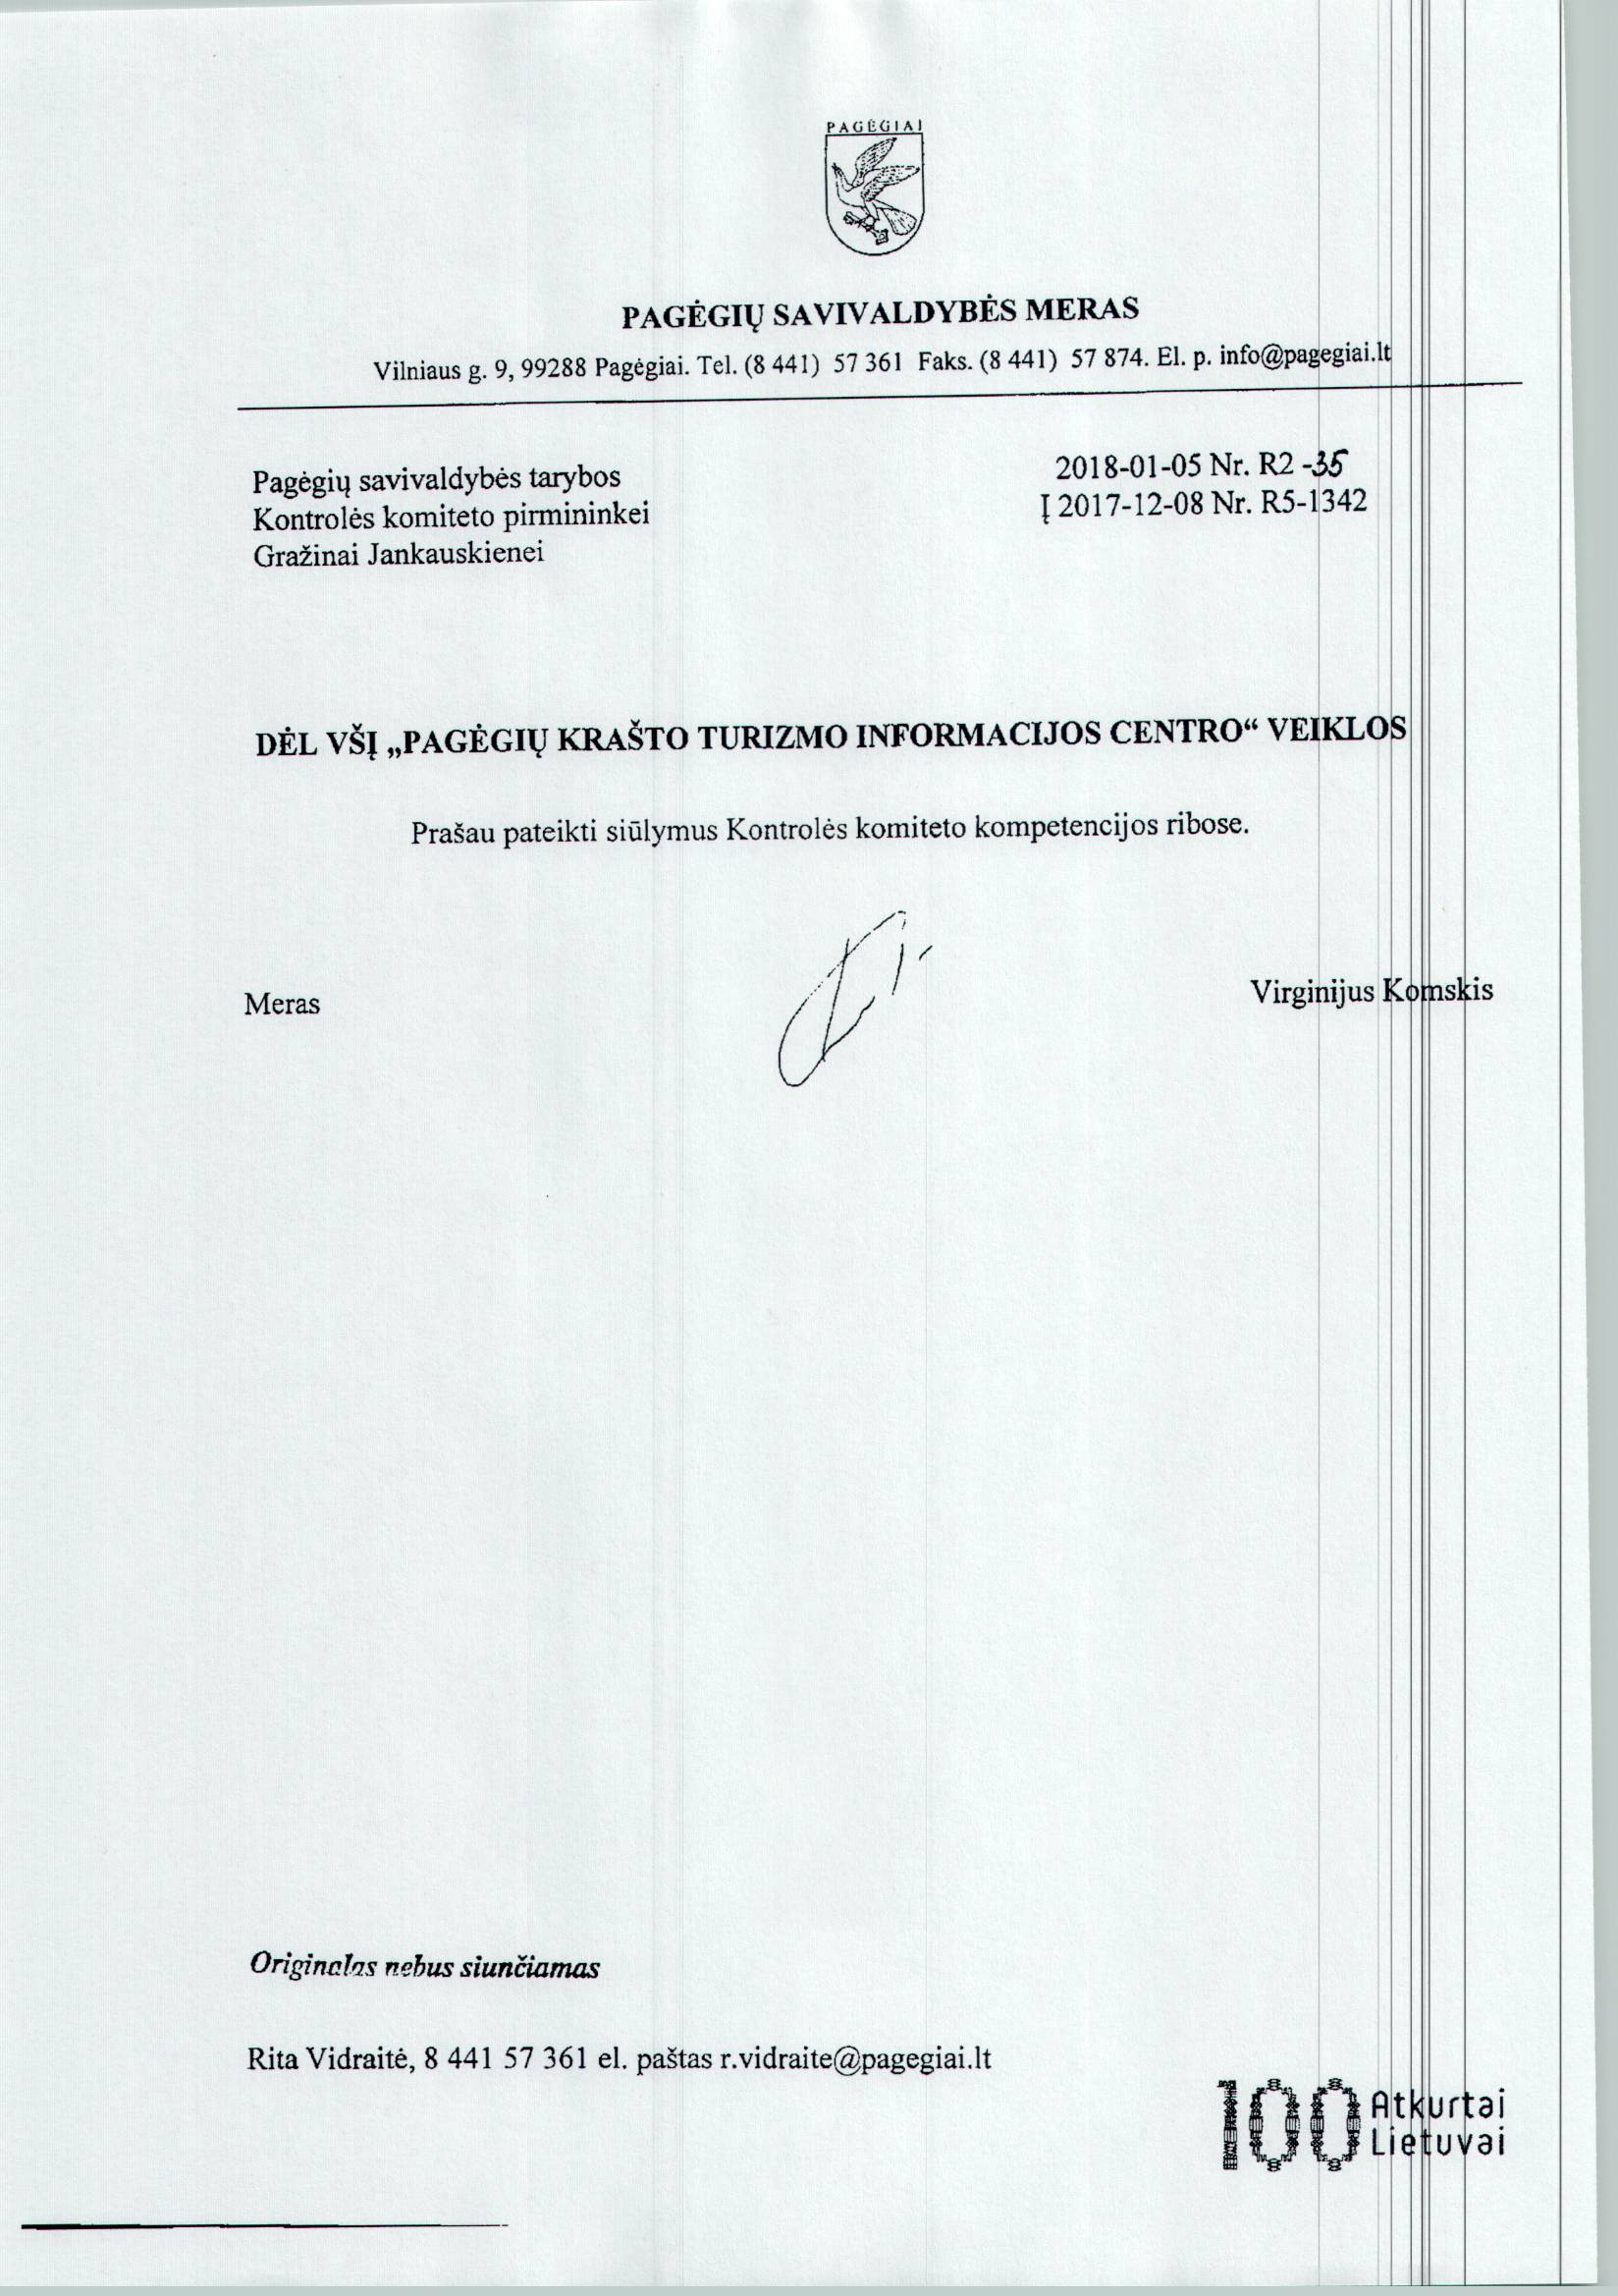 PAGĖGIAI
PAGĖGIŲ SAVIVALDYBĖS MERAS
Vilniaus g. 9, 99288 Pagėgiai. Tel. (8 441) 57 361 Faks. (8 441) 57 874. El. p. info@pagegiai.lt
Pagėgių savivaldybės tarybos
Kontrolės komiteto pirmininkei
Gražinai Jankauskienei
2018-01-05 Nr. R2 -35
Į 2017-12-08 Nr. R5-1342
DĖL VŠĮ „PAGĖGIŲ KRAŠTO TURIZMO INFORMACIJOS CENTRO“ VEIKLOS
Prašau pateikti siūlymus Kontrolės komiteto kompetencijos ribose.
Meras
Virginijus Komskis
Originalas nebus siunčiamas
Rita Vidraitė, 8 441 57 361 el. paštas r.vidraite@pagegiai.lt
100 Atkurtai
Lietuvai